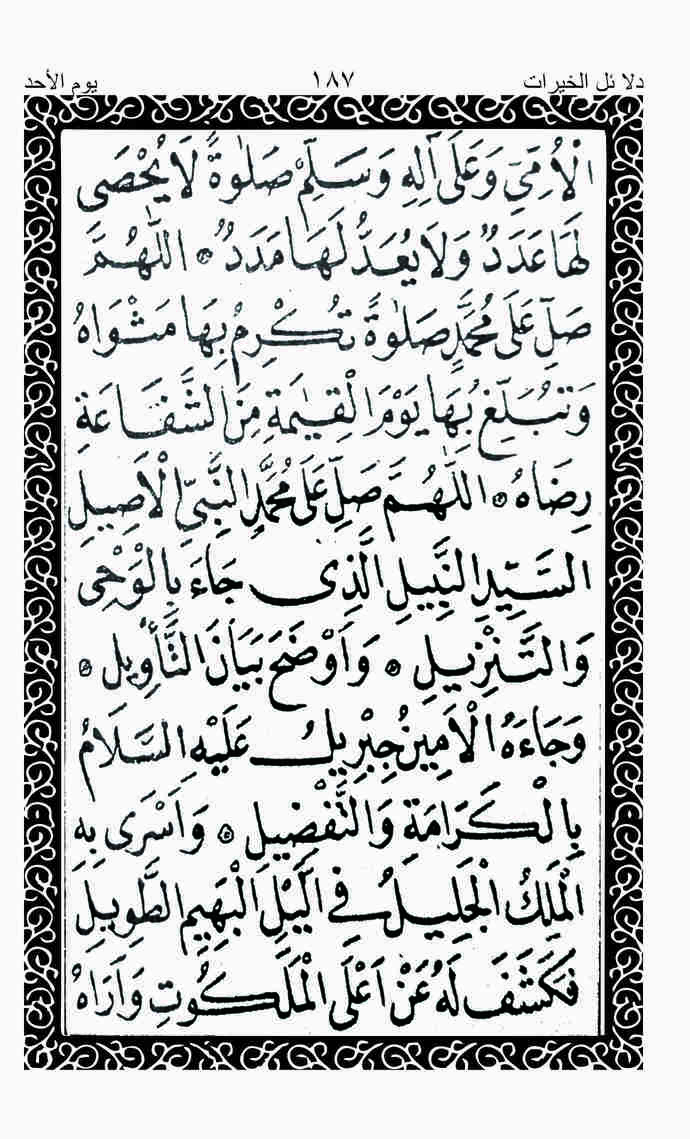 دلائل الخيرات ١٨٧ يوم الأحد
الْاُمِّيِّ وَعَلٰٓى آلِهٖ وَسَلِّمْ صَلٰوةً لَا يُحْصٰى
لَهَا عَدَدٌ وَلَا يُعَدُّ لَهَا مَدَدٌ ۞ اَللّٰهُمَّ
صَلِّ عَلٰى مُحَمَّدٍ صَلٰوةً تُكْرِمُ بِهَا مَثْوَاهُ
وَتُبَلِّغُ بِهَا يَوْمَ الْقِيٰمَةِ مِنَ الشَّفَاعَةِ
رِضَاهُ ۞ اَللّٰهُمَّ صَلِّ عَلٰى مُحَمَّدِ النَّبِيِّ الْاَصِيلِ
السَّيِّدِ النَّبِيلِ الَّذِى جَاءَ بِالْوَحْىِ
وَالتَّنْزِيلِ ۞ وَاَوْضَحَ بَيَانَ التَّأْوِيلِ ۞
وَجَاءَهُ الْاَمِينُ جِبْرِيلُ عَلَيْهِ السَّلَامُ
بِالْكَرَامَةِ وَالتَّفْضِيلِ ۞ وَاَسْرٰى بِهِ
الْمَلِكُ الْجَلِيلُ فِى اللَّيْلِ الْبَهِيمِ الطَّوِيلِ
فَكَشَفَ لَهُ عَنْ اَعْلَى الْمَلَكُوتِ وَاَرَاهُ